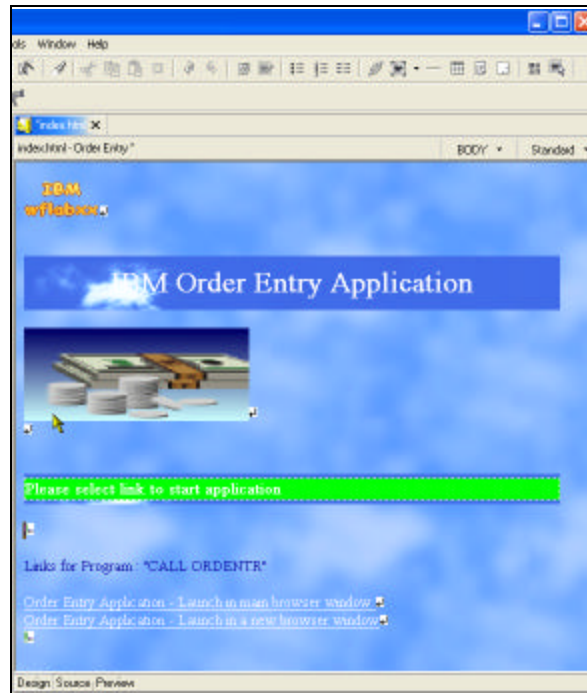 ols Window Help
*index.html
index.html - Order Entry *
BODY
Standard
IBM
wflabxx
IBM Order Entry Application
Please select link to start application
Links for Program : "CALL ORDENTR"
Order Entry Application - Launch in main browser window
Order Entry Application - Launch in a new browser window
Design Source Preview